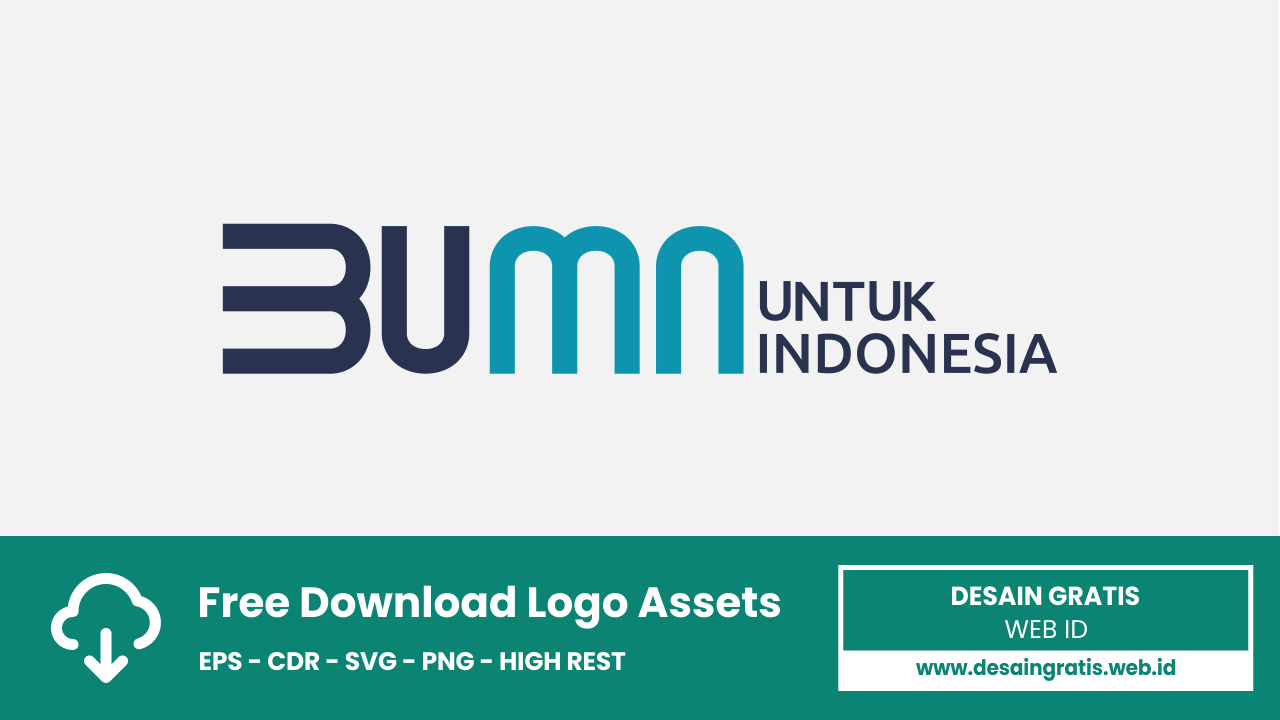 BUMN
UNTUK
INDONESIA
Free Download Logo Assets
EPS - CDR - SVG - PNG - HIGH REST
DESAIN GRATIS
WEB ID
www.desaingratis.web.id